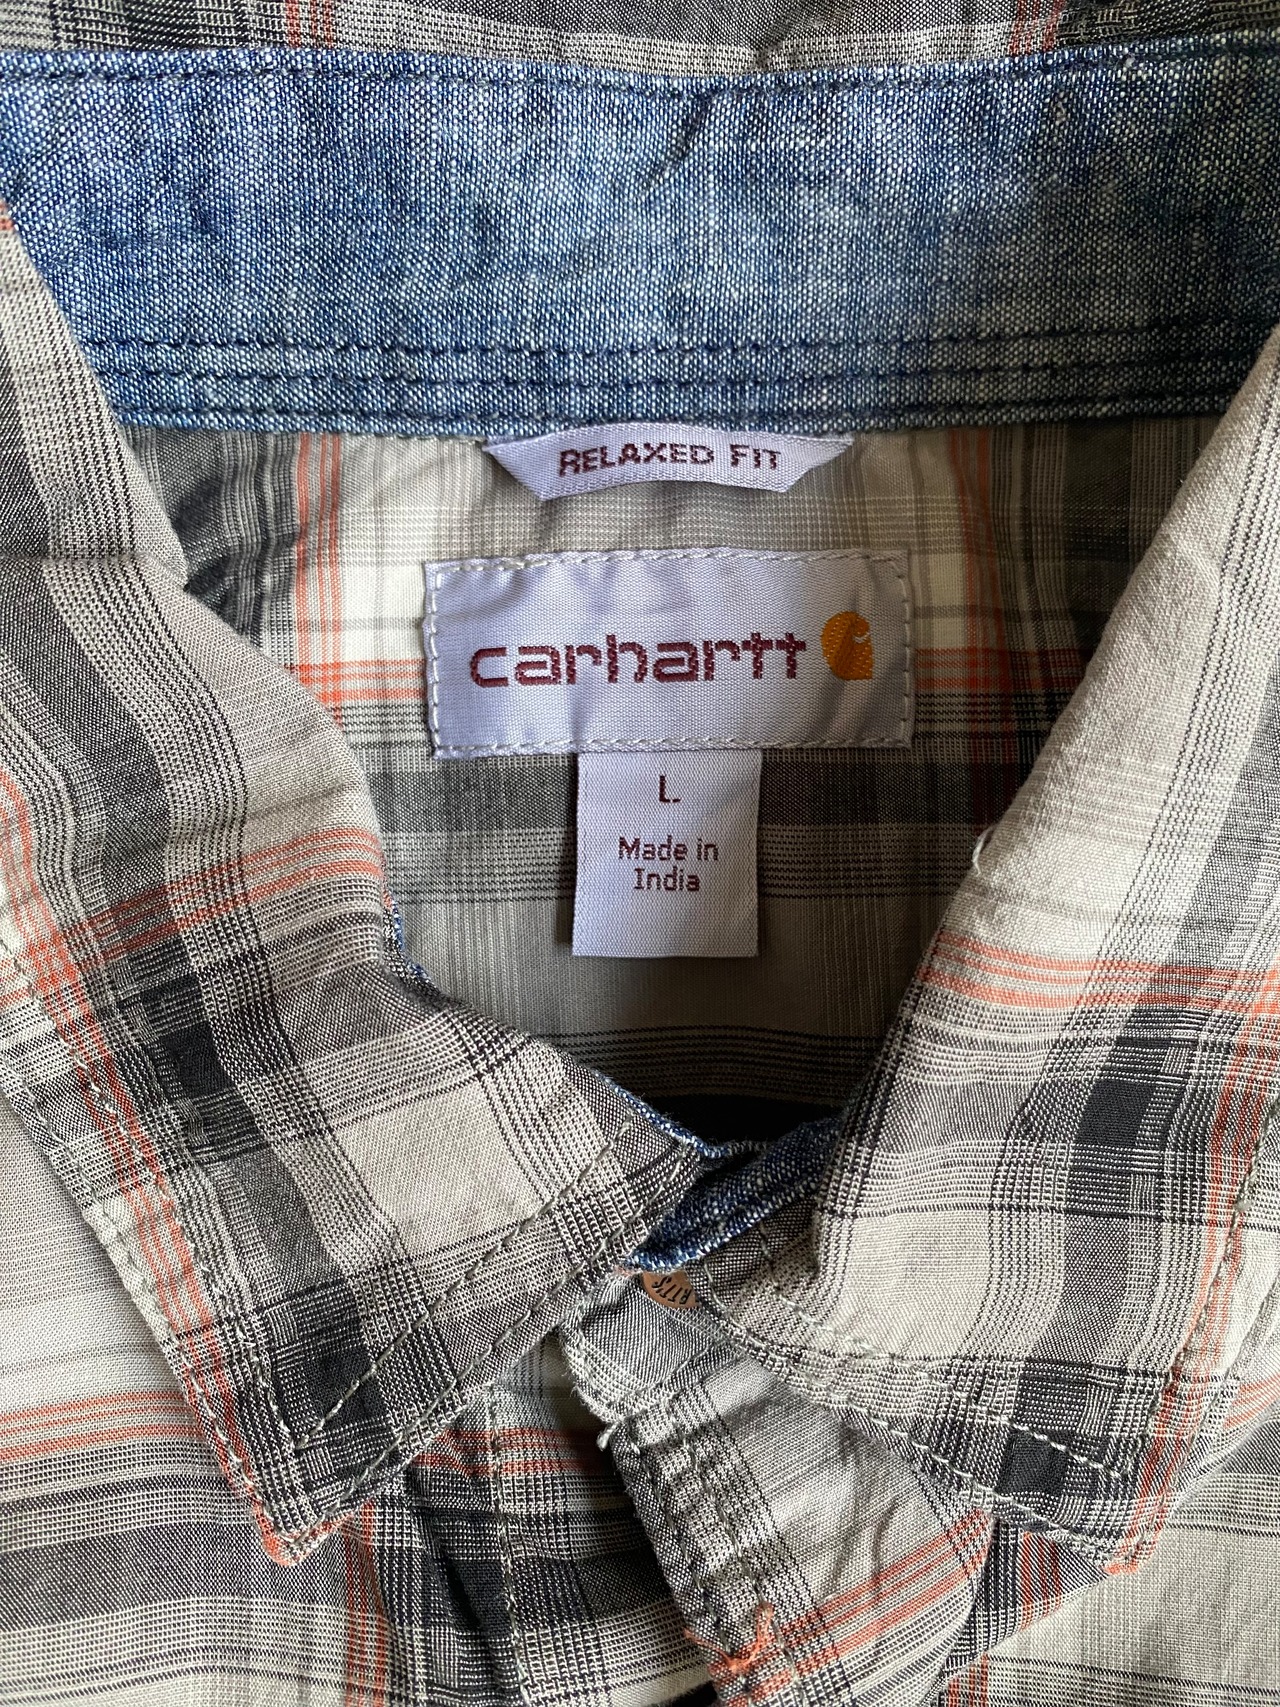 RELAXED FIT
carhartt
L
Made in
India